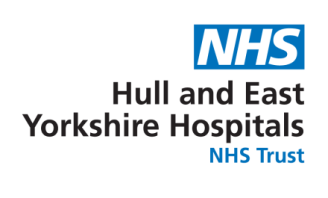 NHS
Hull and East
Yorkshire Hospitals
NHS Trust